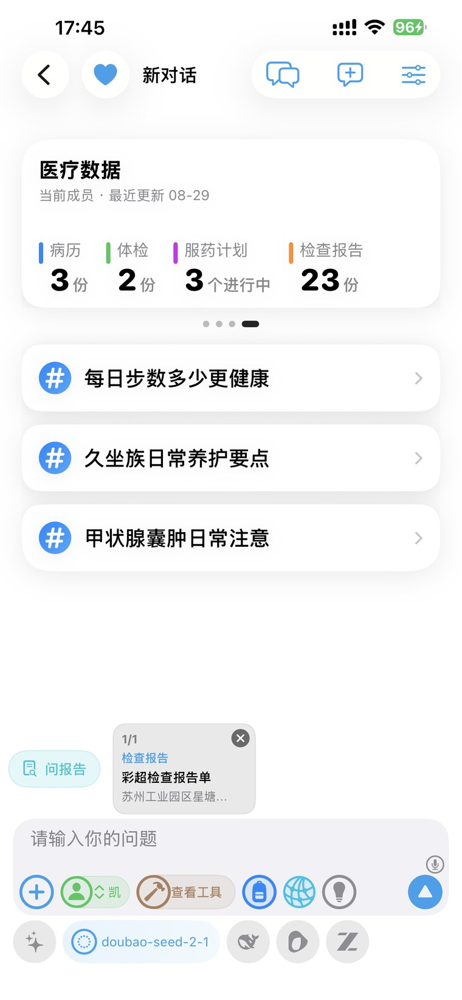 17:45
96
新对话
医疗数据
当前成员 · 最近更新 08-29
病历
3 份
体检
2 份
服药计划
3 个进行中
检查报告
23 份
每日步数多少更健康
久坐族日常养护要点
甲状腺囊肿日常注意
问报告
1/1
检查报告
彩超检查报告单
苏州工业园区星塘...
请输入你的问题
凯
查看工具
doubao-seed-2-1